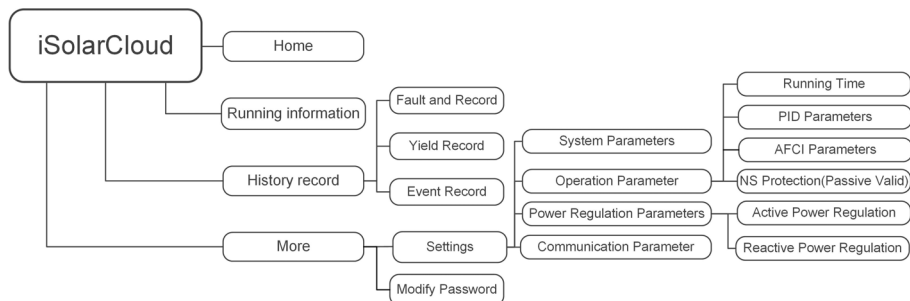 iSolarCloud
Home
Running information
History record
Fault and Record
Yield Record
Event Record
More
Settings
System Parameters
Operation Parameter
Running Time
PID Parameters
AFCI Parameters
NS Protection(Passive Valid)
Power Regulation Parameters
Active Power Regulation
Reactive Power Regulation
Communication Parameter
Modify Password